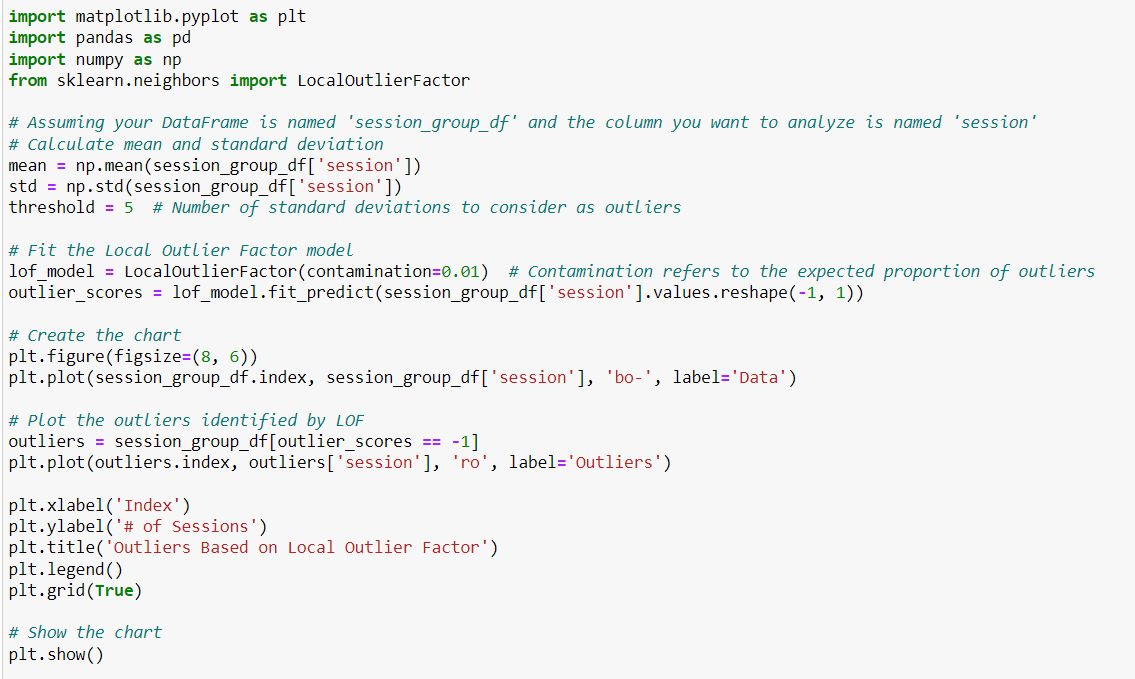 import matplotlib.pyplot as plt
import pandas as pd
import numpy as np
from sklearn.neighbors import LocalOutlierFactor
# Assuming your DataFrame is named 'session_group_df' and the column you want to analyze is named 'session'
# Calculate mean and standard deviation
mean = np.mean(session_group_df['session'])
std = np.std(session_group_df['session'])
threshold = 5  # Number of standard deviations to consider as outliers
# Fit the Local Outlier Factor model
lof_model = LocalOutlierFactor(contamination=0.01)  # Contamination refers to the expected proportion of outliers
outlier_scores = lof_model.fit_predict(session_group_df['session'].values.reshape(-1, 1))
# Create the chart
plt.figure(figsize=(8, 6))
plt.plot(session_group_df.index, session_group_df['session'], 'bo-', label='Data')
# Plot the outliers identified by LOF
outliers = session_group_df[outlier_scores == -1]
plt.plot(outliers.index, outliers['session'], 'ro', label='Outliers')
plt.xlabel('Index')
plt.ylabel('# of Sessions')
plt.title('Outliers Based on Local Outlier Factor')
plt.legend()
plt.grid(True)
# Show the chart
plt.show()